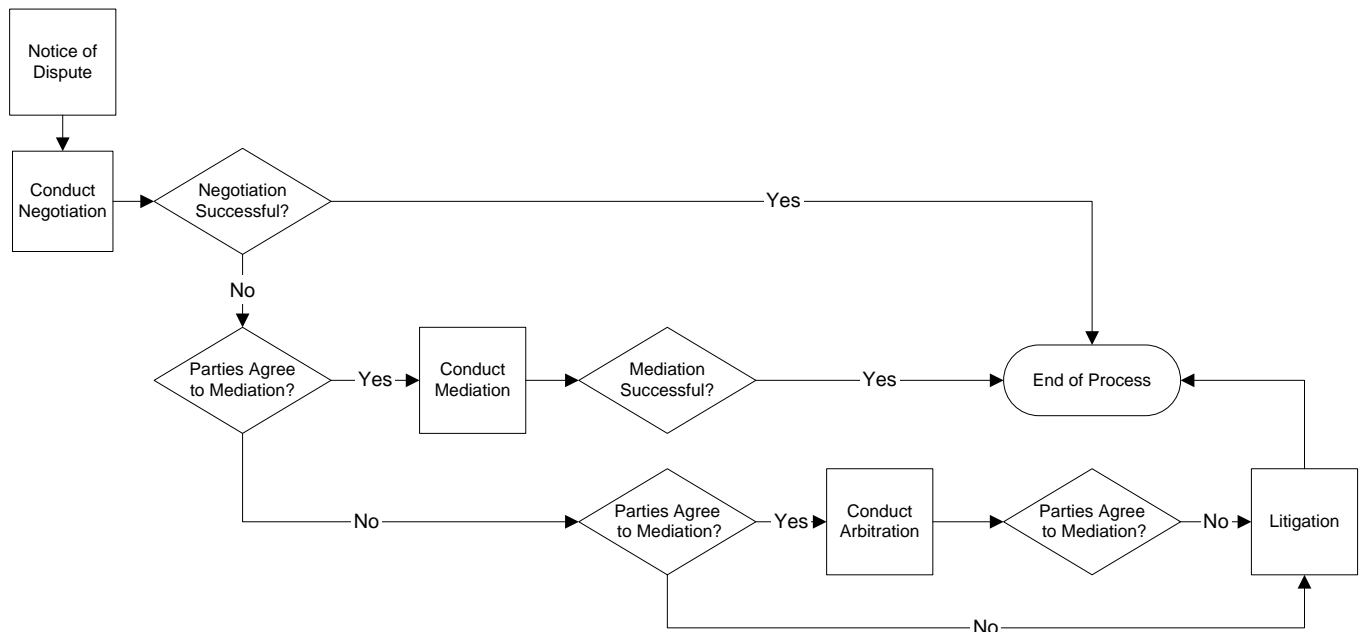 Notice of
Dispute
Conduct
Negotiation
Negotiation
Successful?
Yes
No
Parties Agree
to Mediation?
Yes
Conduct
Mediation
Mediation
Successful?
Yes
End of Process
No
Parties Agree
to Mediation?
Yes
Conduct
Arbitration
Parties Agree
to Mediation?
No
Litigation
No